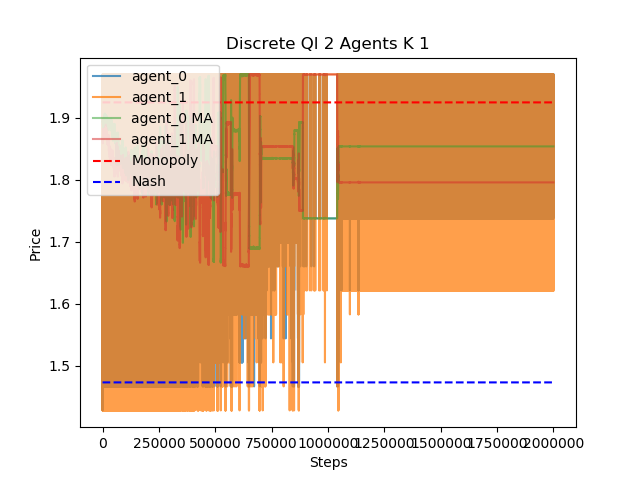 Discrete QI 2 Agents K 1
agent_0
agent_1
agent_0 MA
agent_1 MA
Monopoly
Nash
Price
1.9
1.8
1.7
1.6
1.5
0 250000 500000 750000 1000000 1250000 1500000 1750000 2000000
Steps